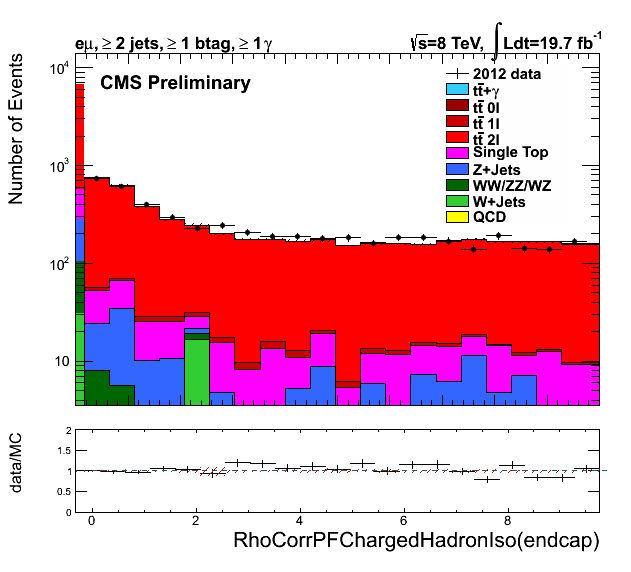 eμ, ≥ 2 jets, ≥ 1 btag, ≥ 1 γ
√s=8 TeV, ∫ Ldt=19.7 fb⁻¹
CMS Preliminary
2012 data
tt̄+γ
tt̄ 0l
tt̄ 1l
tt̄ 2l
Single Top
Z+Jets
WW/ZZ/WZ
W+Jets
QCD
Number of Events
10⁴
10³
10²
10
data/MC
2
1.5
1
0.5
0
0 2 4 6 8
RhoCorrPFChargedHadronIso(endcap)